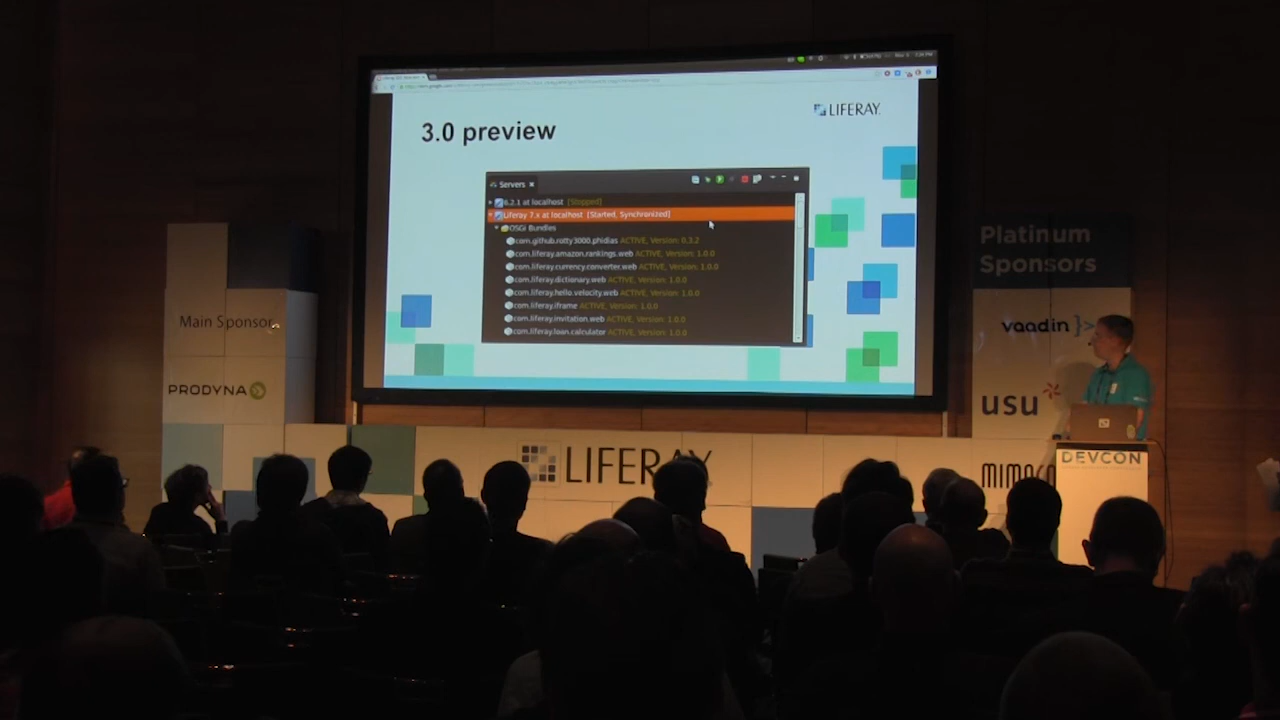 3.0 preview
LIFERAY
Servers
6.2.1 at localhost [Stopped]
Liferay 7.x at localhost [Started, Synchronized]
OSGi Bundles
com.github.rotty3000.phidias ACTIVE, Version: 0.3.2
com.liferay.amazon.rankings.web ACTIVE, Version: 1.0.0
com.liferay.currency.converter.web ACTIVE, Version: 1.0.0
com.liferay.dictionary.web ACTIVE, Version: 1.0.0
com.liferay.hello.velocity.web ACTIVE, Version: 1.0.0
com.liferay.iframe ACTIVE, Version: 1.0.0
com.liferay.invitation.web ACTIVE, Version: 1.0.0
com.liferay.loan.calculator ACTIVE, Version: 1.0.0
Platinum
Sponsors
Main Sponsor
vaadin }>
PRODYNA
usu
LIFERAY
DEVCON